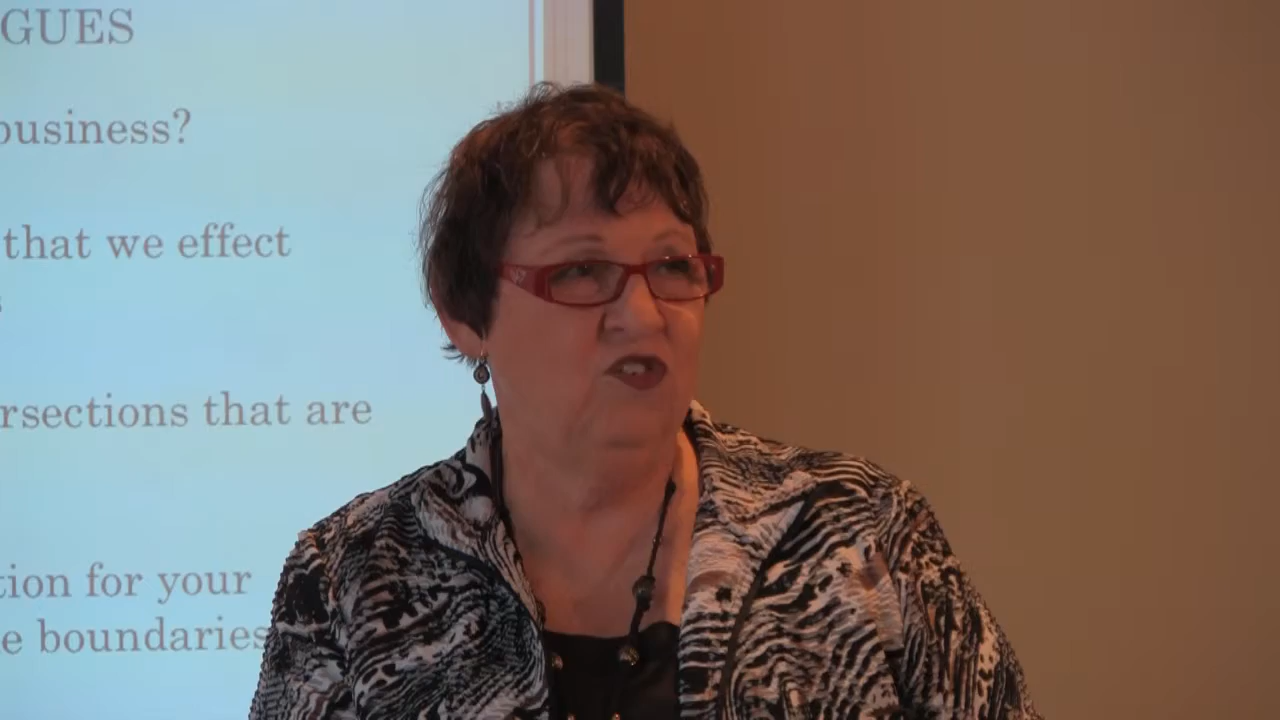 GUES
business?
that we effect
rsections that are
tion for your
e boundaries